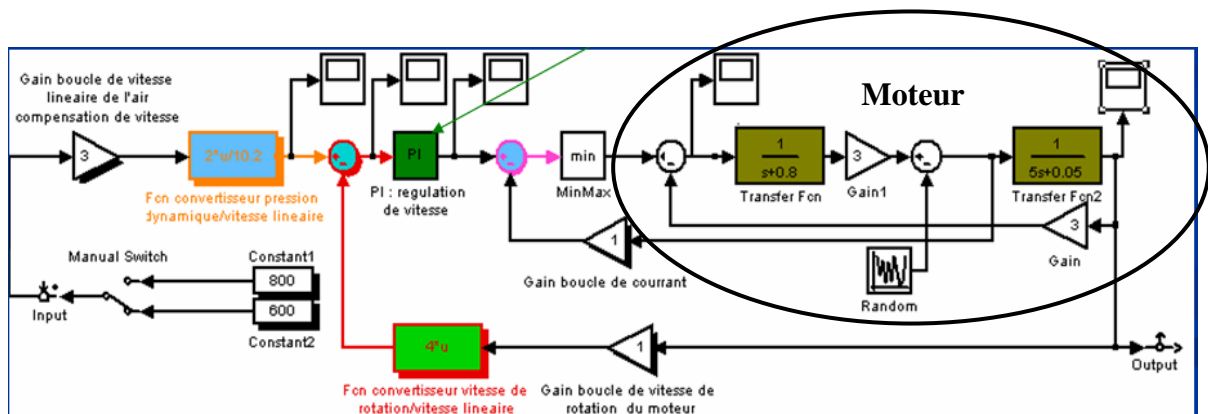 Gain boucle de vitesse
lineaire de l'air
compensation de vitesse
3
2*u/10.2
Fcn convertisseur pression
dynamique/vitesse lineaire
+
-
PI
PI : regulation
de vitesse
+
-
min
MinMax
Moteur
1
s+0.8
Transfer Fcn
3
Gain1
+
-
1
5s+0.05
Transfer Fcn2
3
Gain
1
Gain boucle de courrant
Random
Manual Switch
Constant1
800
600
Constant2
Input
4*u
Fcn convertisseur vitesse de
rotation/vitesse lineaire
1
Gain boucle de vitesse de
rotation du moteur
Output